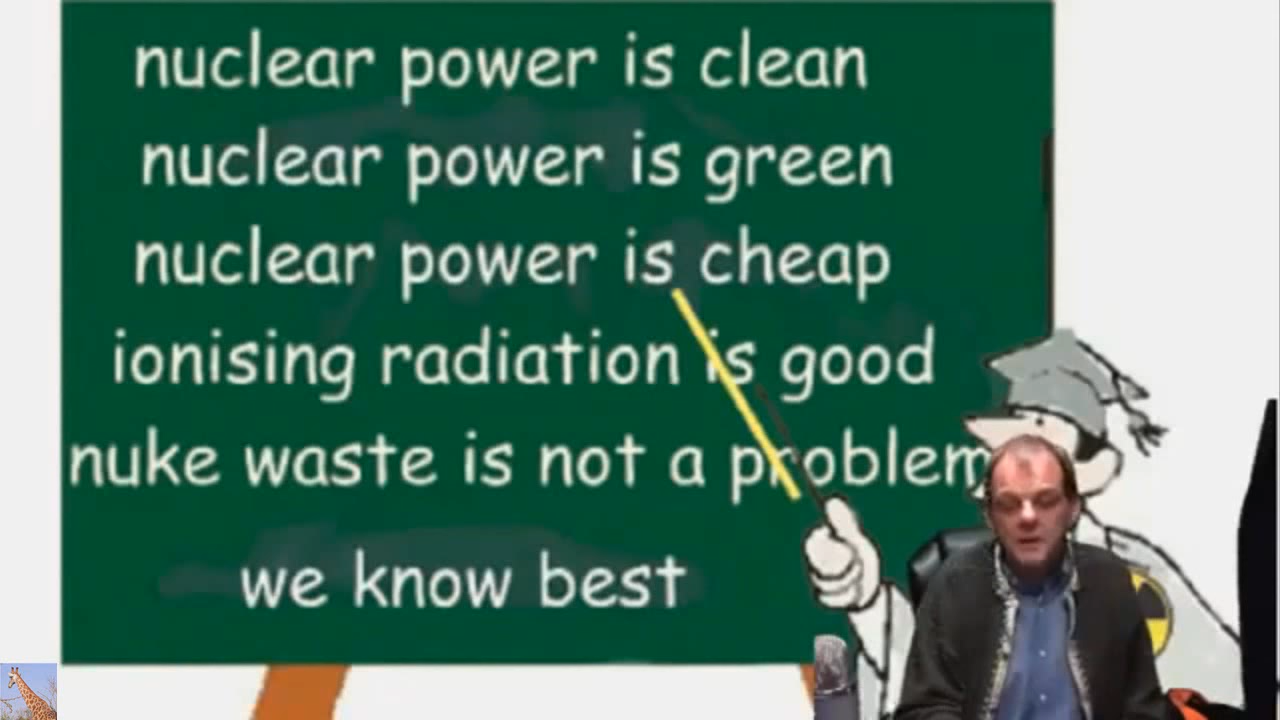 nuclear power is clean
nuclear power is green
nuclear power is cheap
ionising radiation is good
nuke waste is not a problem
we know best